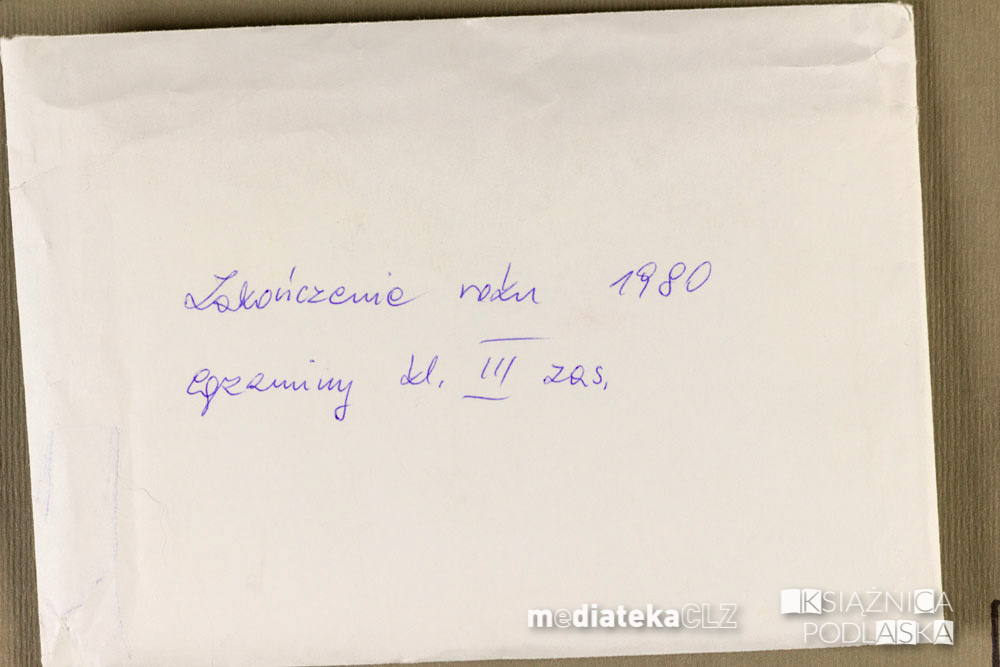 Zakończenie roku 1980
egzaminy kl. III zas.
mediatekaCLZ
KSIĄŻNICA
PODLASKA